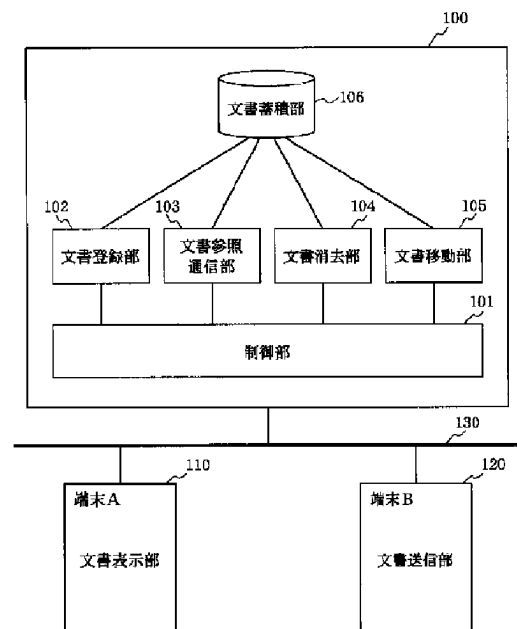 100
文書蓄積部
106
102
103
104
105
文書登録部
文書参照
通信部
文書消去部
文書移動部
101
制御部
130
110
120
端末A
端末B
文書表示部
文書送信部